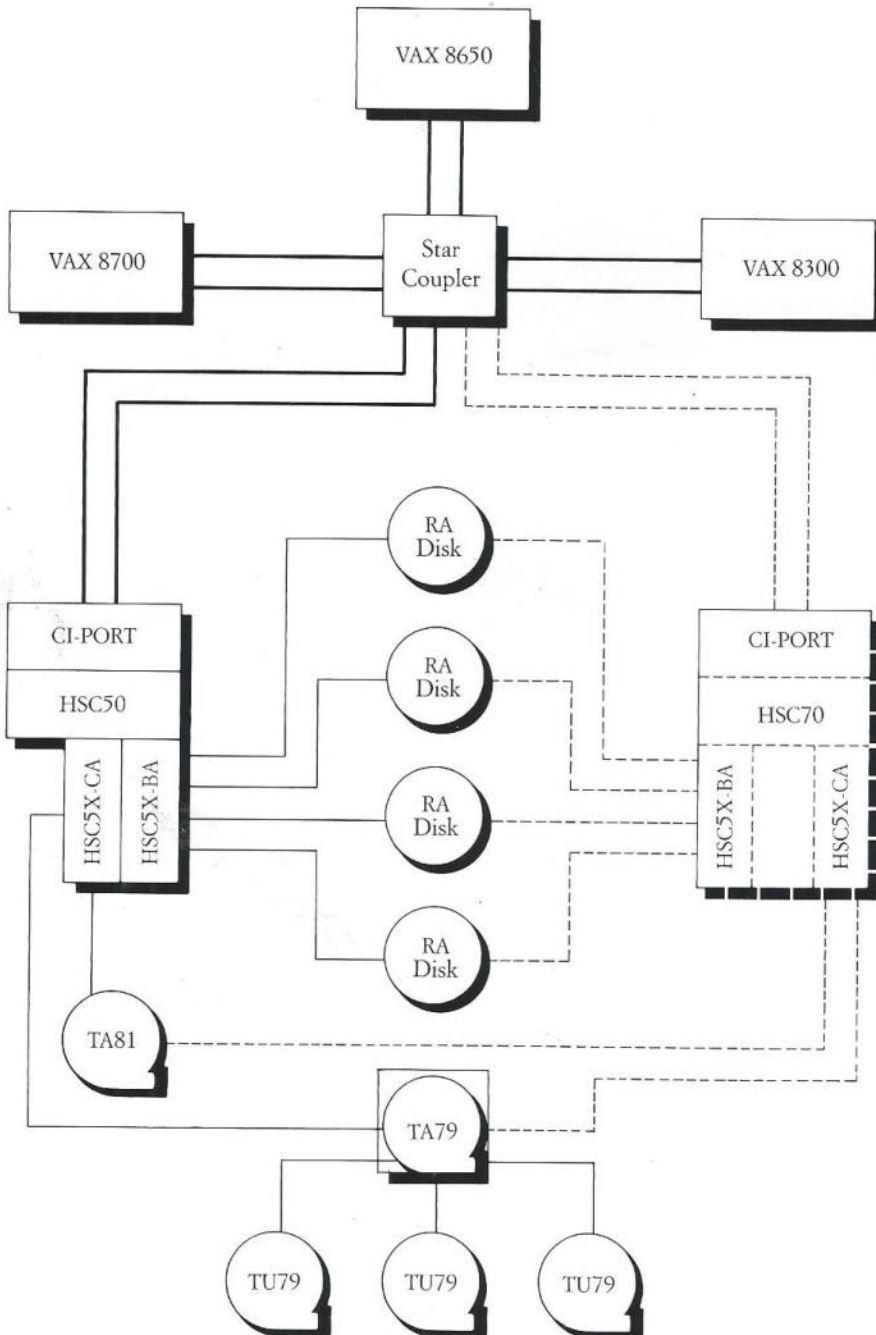 VAX 8650
VAX 8700
Star
Coupler
VAX 8300
RA
Disk
CI-PORT
CI-PORT
RA
Disk
HSC50
HSC70
HSC5X-CA
HSC5X-BA
RA
Disk
HSC5X-BA
HSC5X-CA
RA
Disk
TA81
TA79
TU79
TU79
TU79